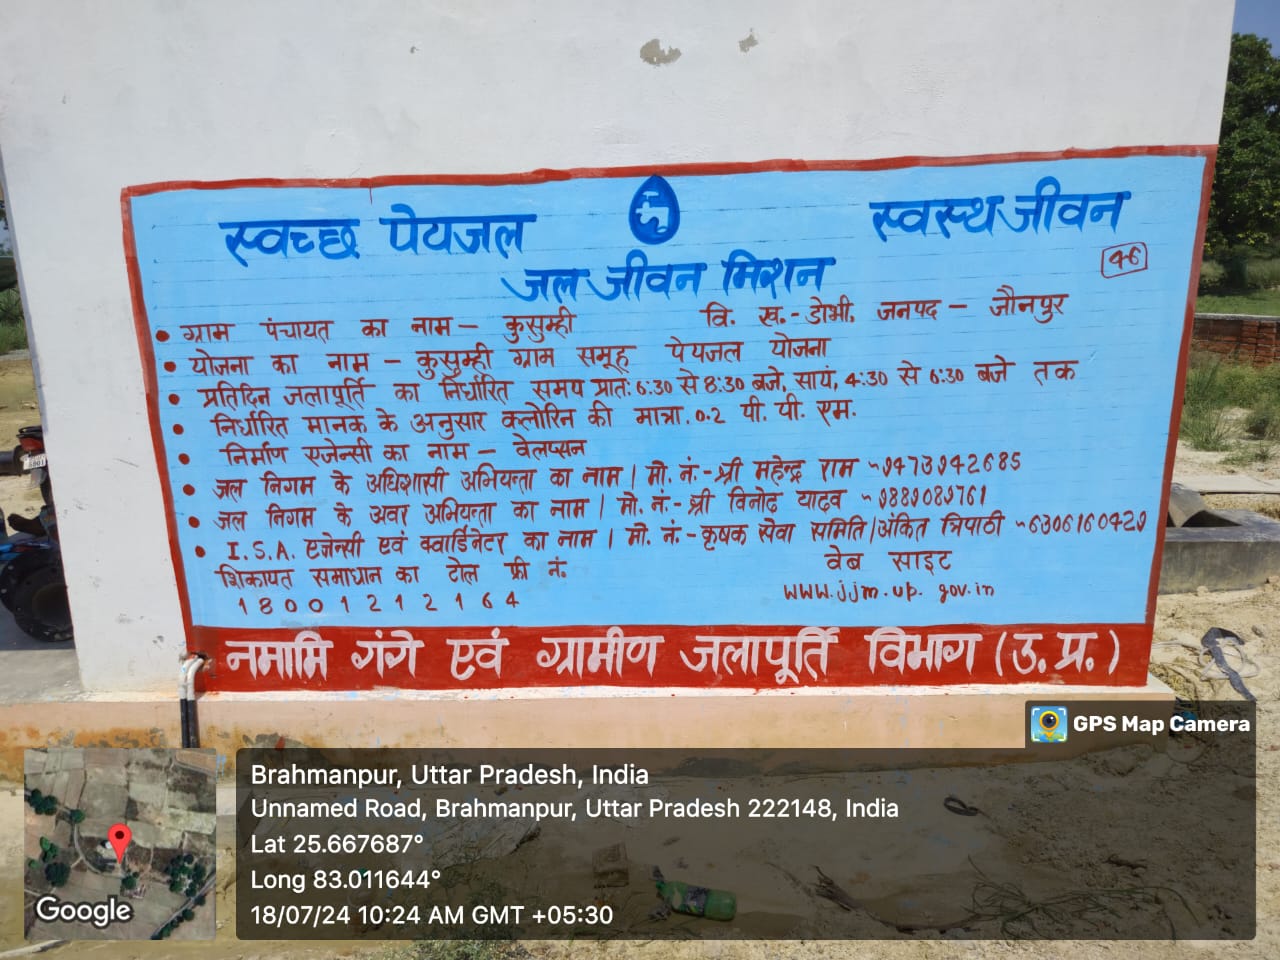 स्वच्छ पेयजल
स्वस्थ जीवन
जल जीवन मिशन
46
• ग्राम पंचायत का नाम – कुसुम्ही वि. ख.- डोभी, जनपद – जौनपुर
• योजना का नाम – कुसुम्ही ग्राम समूह पेयजल योजना
• प्रतिदिन जलापूर्ति का निर्धारित समय प्रात: 6:30 से 8:30 बजे, सायं, 4:30 से 6:30 बजे तक
• निर्धारित मानक के अनुसार क्लोरिन की मात्रा. 0.2 पी. पी. एम.
• निर्माण एजेन्सी का नाम – वेलस्पन
• जल निगम के अधिशासी अभियन्ता का नाम / मो. नं.- श्री महेन्द्र राम - 9473942685
• जल निगम के अवर अभियन्ता का नाम / मो. नं.- श्री विनोद यादव - 9889089761
• I.S.A. एजेन्सी एवं क्वार्डिनेटर का नाम / मो. नं.- कृषक सेवा समिति/अंकित त्रिपाठी - 6306160429
शिकायत समाधान का टोल फ्री नं. वेब साइट
18001212164 www.jjm.up.gov.in
नमामि गंगे एवं ग्रामीण जलापूर्ति विभाग (उ.प्र.)
GPS Map Camera
Brahmanpur, Uttar Pradesh, India
Unnamed Road, Brahmanpur, Uttar Pradesh 222148, India
Lat 25.667687°
Long 83.011644°
18/07/24 10:24 AM GMT +05:30
Google